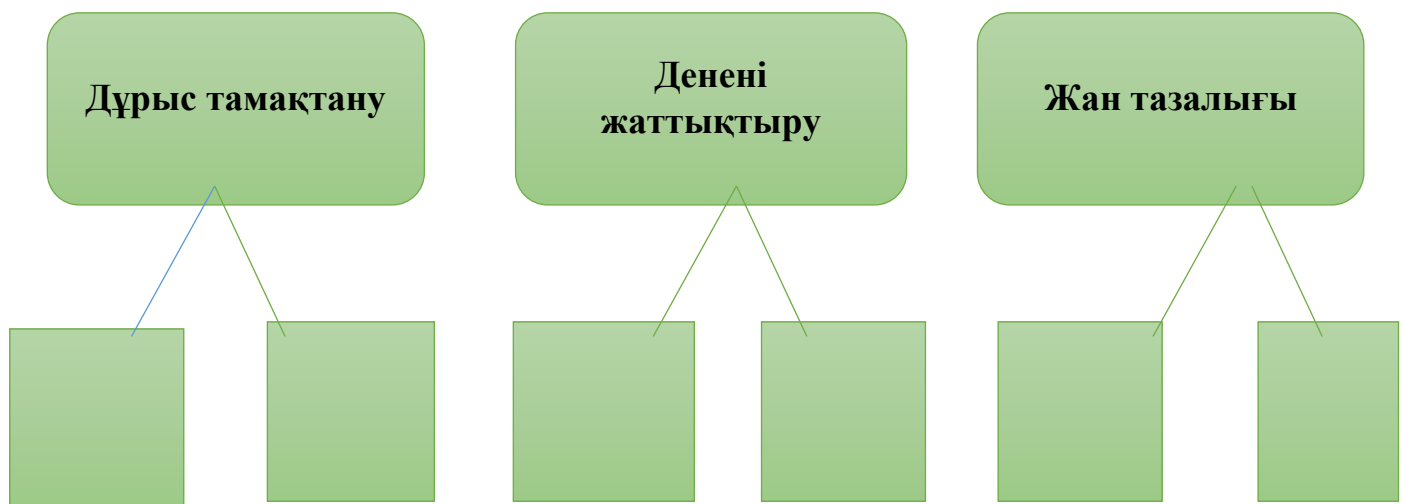 Дұрыс тамақтану
Денені
жаттықтыру
Жан тазалығы